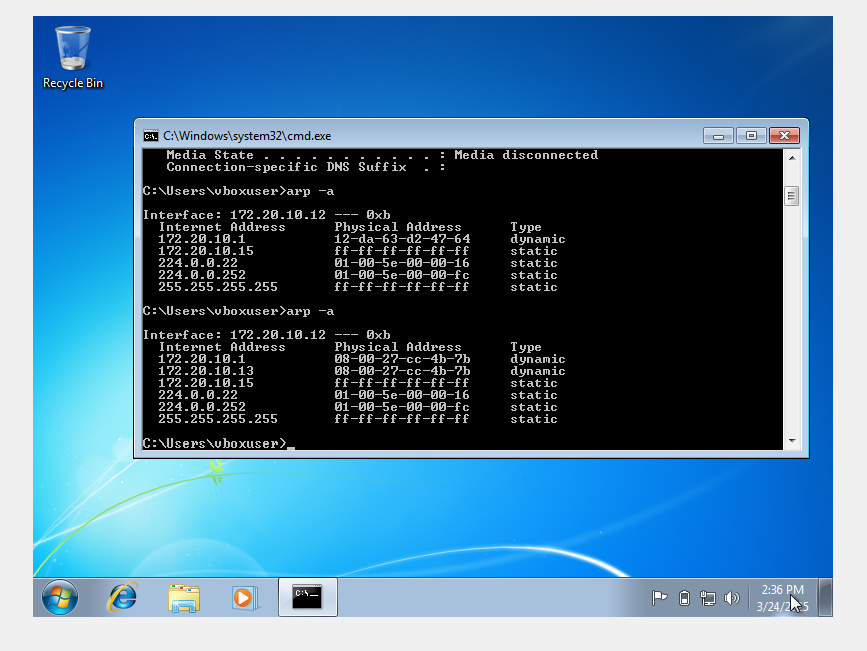 Recycle Bin
C:\Windows\system32\cmd.exe
Media State . . . . . . . . . . . : Media disconnected
Connection-specific DNS Suffix  . :
C:\Users\vboxuser>arp -a
Interface: 172.20.10.12 --- 0xb
Internet Address      Physical Address      Type
172.20.10.1           12-da-63-d2-47-64     dynamic
172.20.10.15          ff-ff-ff-ff-ff-ff     static
224.0.0.22            01-00-5e-00-00-16     static
224.0.0.252           01-00-5e-00-00-fc     static
255.255.255.255       ff-ff-ff-ff-ff-ff     static
C:\Users\vboxuser>arp -a
Interface: 172.20.10.12 --- 0xb
Internet Address      Physical Address      Type
172.20.10.1           08-00-27-cc-4b-7b     dynamic
172.20.10.13          08-00-27-cc-4b-7b     dynamic
172.20.10.15          ff-ff-ff-ff-ff-ff     static
224.0.0.22            01-00-5e-00-00-16     static
224.0.0.252           01-00-5e-00-00-fc     static
255.255.255.255       ff-ff-ff-ff-ff-ff     static
C:\Users\vboxuser>_
2:36 PM